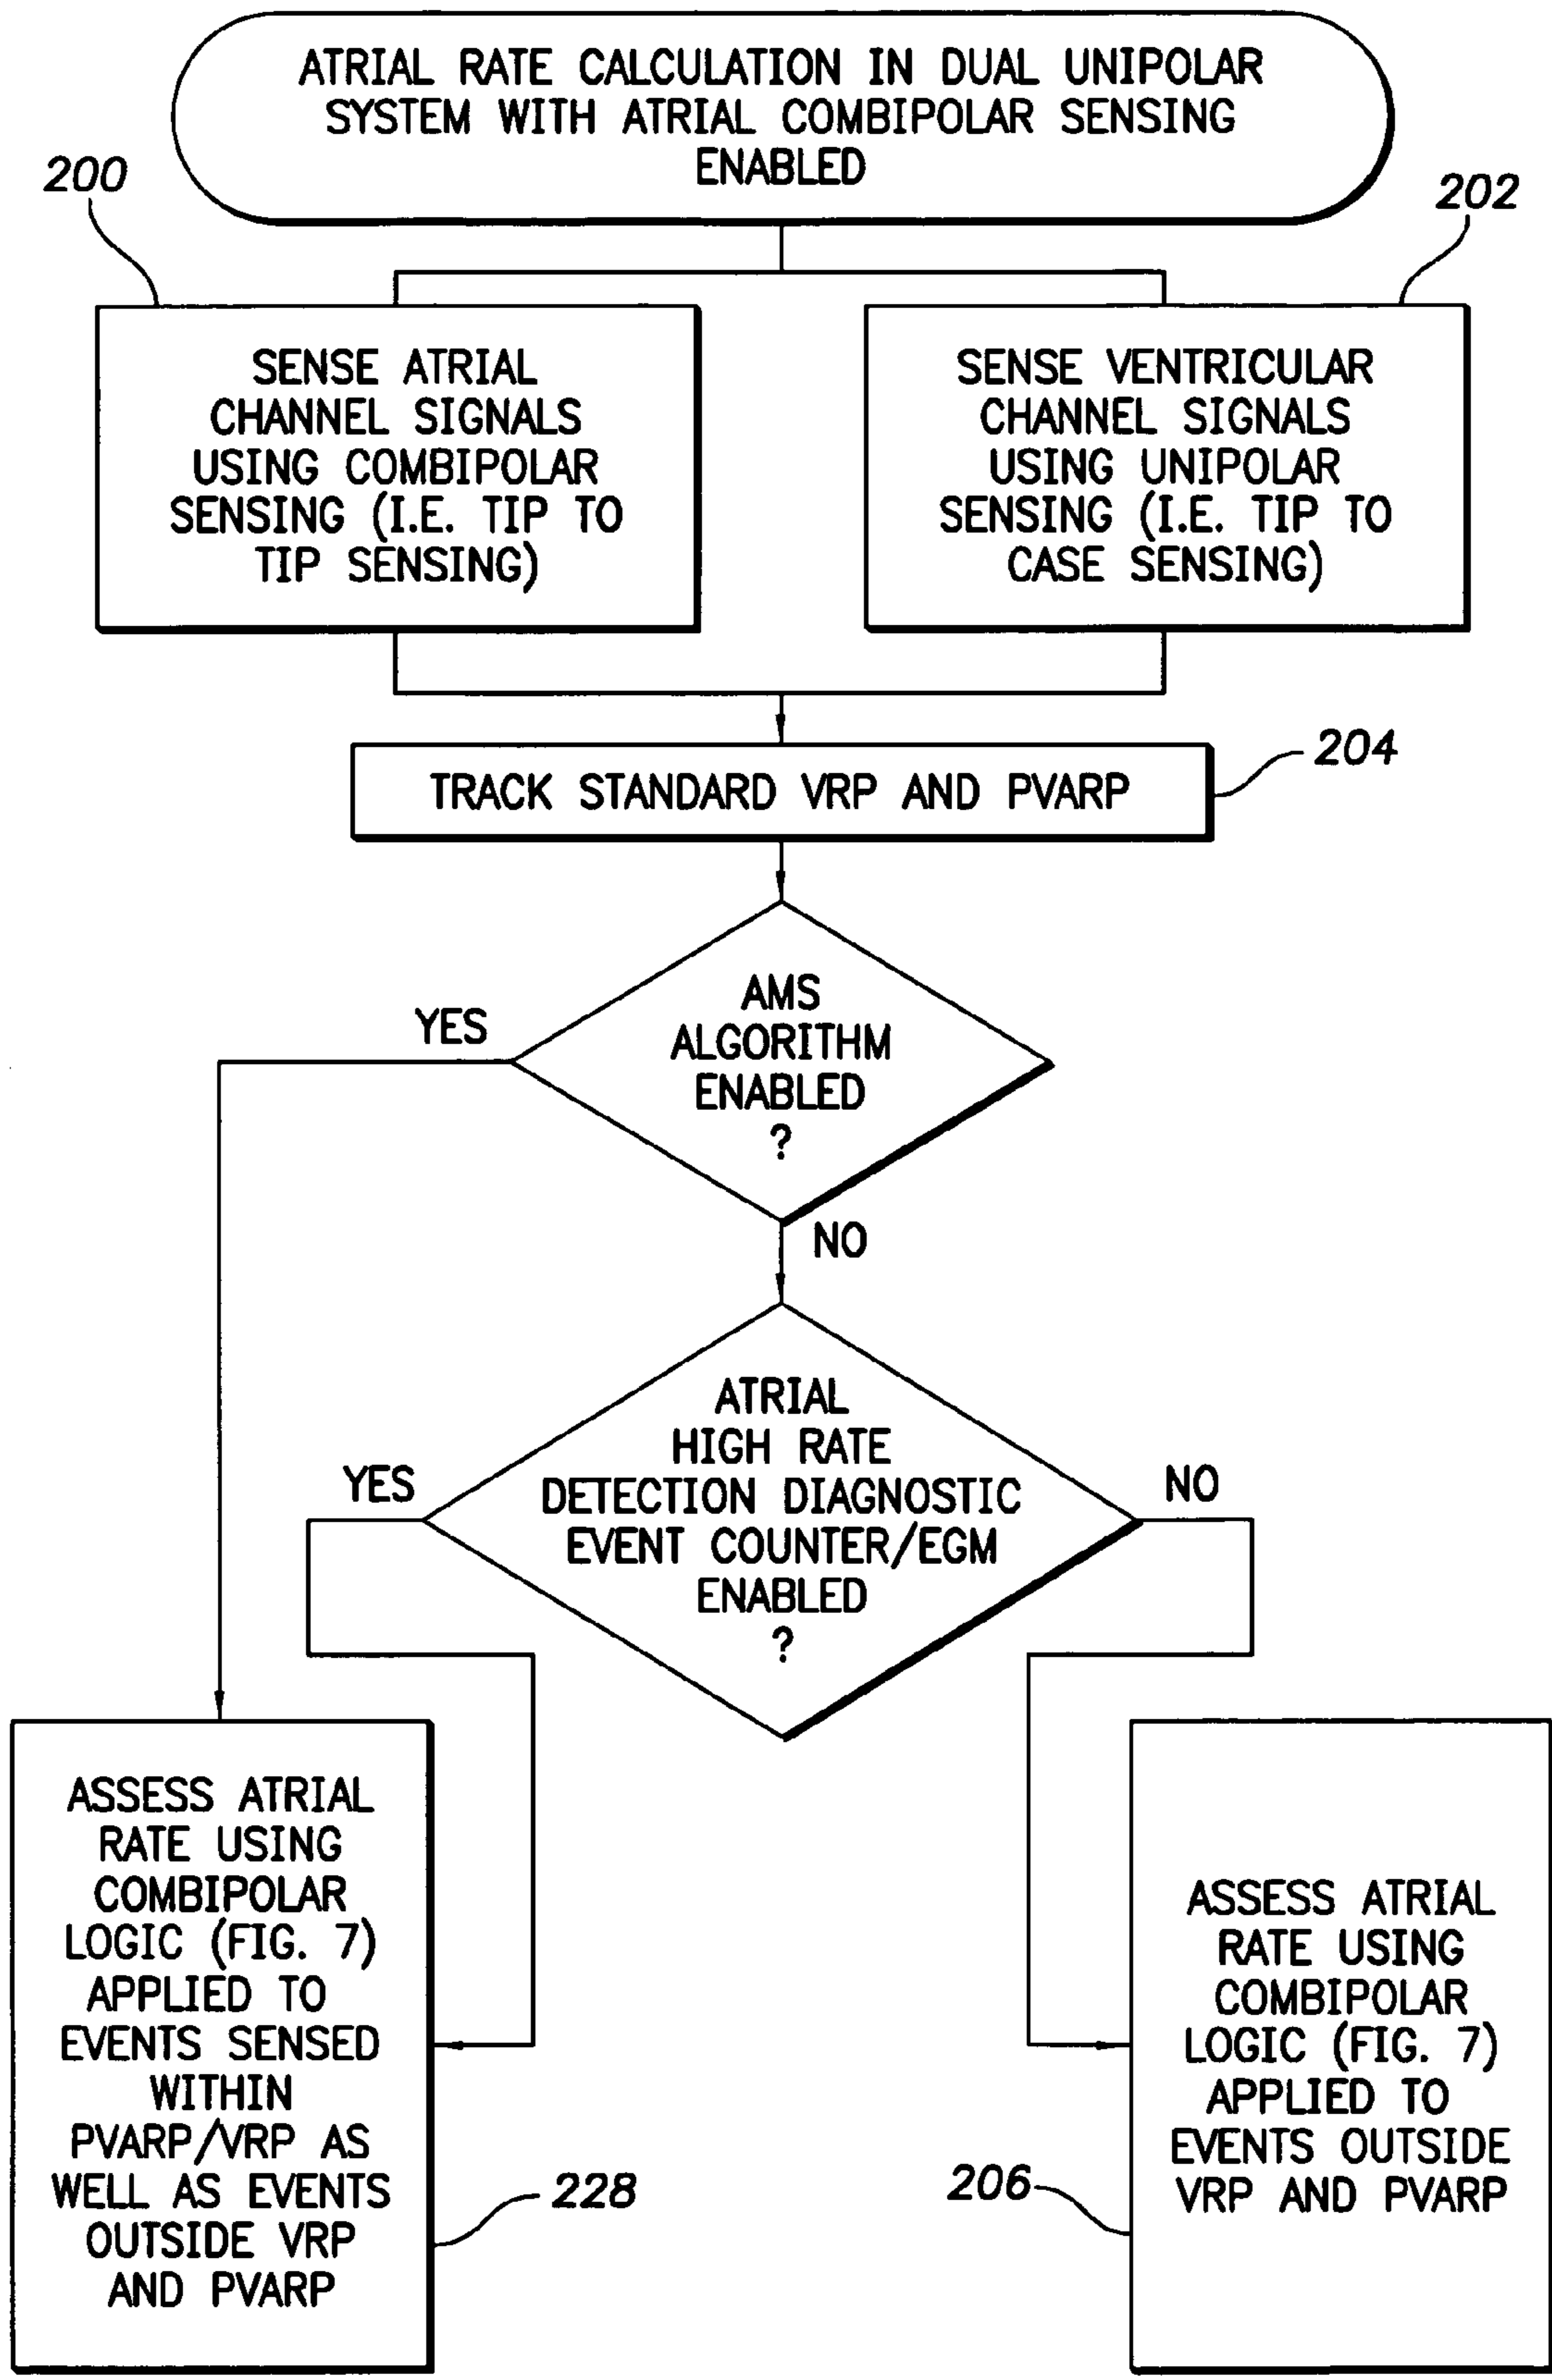 ATRIAL RATE CALCULATION IN DUAL UNIPOLAR
SYSTEM WITH ATRIAL COMBIPOLAR SENSING
ENABLED
200
202
SENSE ATRIAL
CHANNEL SIGNALS
USING COMBIPOLAR
SENSING (I.E. TIP TO
TIP SENSING)
SENSE VENTRICULAR
CHANNEL SIGNALS
USING UNIPOLAR
SENSING (I.E. TIP TO
CASE SENSING)
TRACK STANDARD VRP AND PVARP
204
AMS
ALGORITHM
ENABLED
?
YES
NO
ATRIAL
HIGH RATE
DETECTION DIAGNOSTIC
EVENT COUNTER/EGM
ENABLED
?
YES
NO
ASSESS ATRIAL
RATE USING
COMBIPOLAR
LOGIC (FIG. 7)
APPLIED TO
EVENTS SENSED
WITHIN
PVARP/VRP AS
WELL AS EVENTS
OUTSIDE VRP
AND PVARP
228
ASSESS ATRIAL
RATE USING
COMBIPOLAR
LOGIC (FIG. 7)
APPLIED TO
EVENTS OUTSIDE
VRP AND PVARP
206